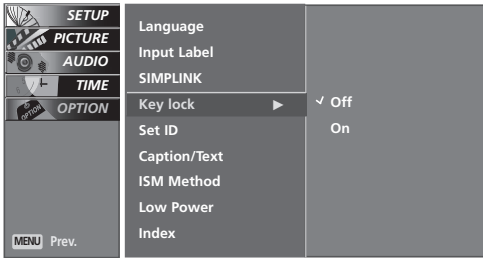 SETUP
PICTURE
AUDIO
TIME
OPTION
OPTION
MENU Prev.
Language
Input Label
SIMPLINK
Key lock ►
Set ID
Caption/Text
ISM Method
Low Power
Index
✓ Off
On